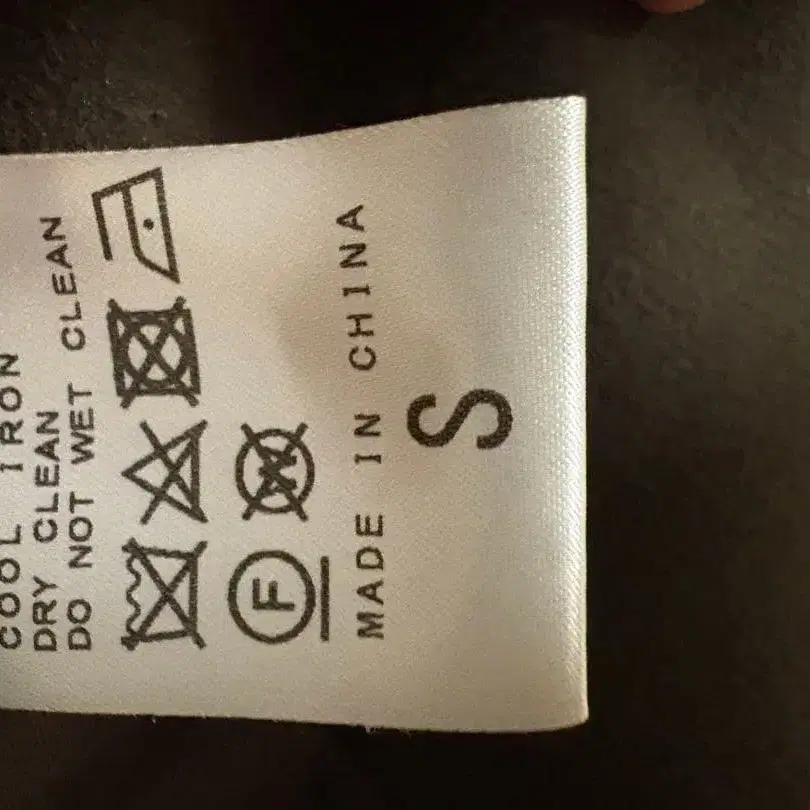 COOL IRON
DRY CLEAN
DO NOT WET CLEAN
W
F
MADE IN CHINA
S